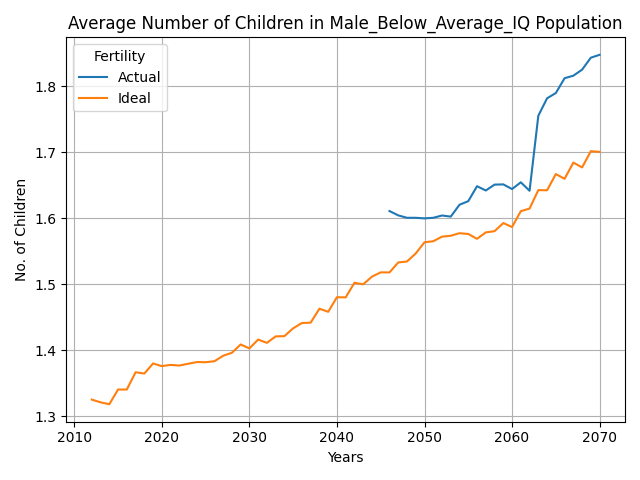 Average Number of Children in Male_Below_Average_IQ Population
Fertility
Actual
Ideal
No. of Children
1.8
1.7
1.6
1.5
1.4
1.3
2010 2020 2030 2040 2050 2060 2070
Years